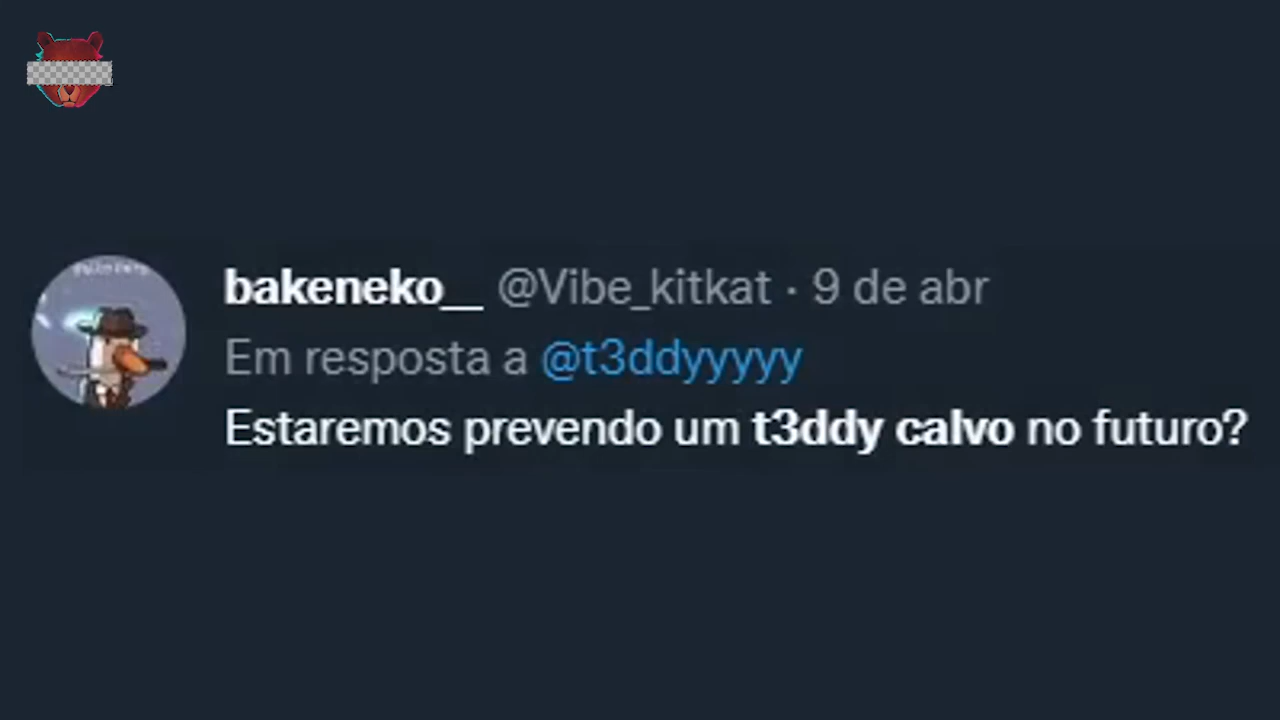 bakeneko__ @Vibe_kitkat · 9 de abr
Em resposta a @t3ddyyyyy
Estaremos prevendo um t3ddy calvo no futuro?